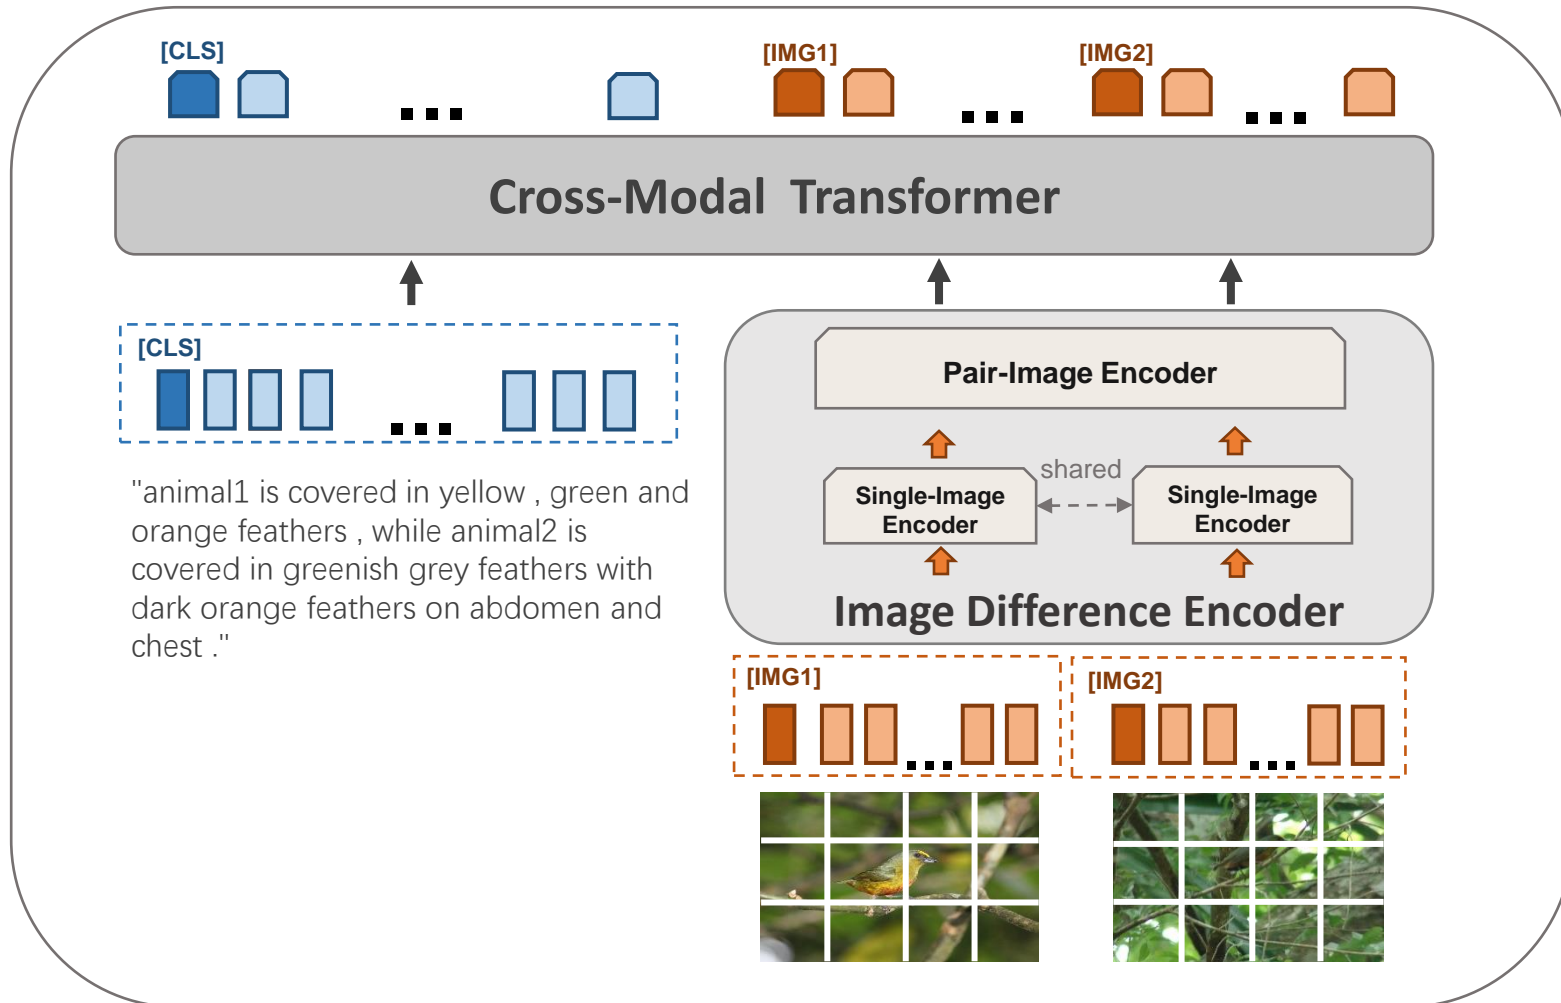 [CLS]
[IMG1]
[IMG2]
Cross-Modal Transformer
[CLS]
"animal1 is covered in yellow , green and
orange feathers , while animal2 is
covered in greenish grey feathers with
dark orange feathers on abdomen and
chest ."
Pair-Image Encoder
shared
Single-Image
Encoder
Single-Image
Encoder
Image Difference Encoder
[IMG1]
[IMG2]